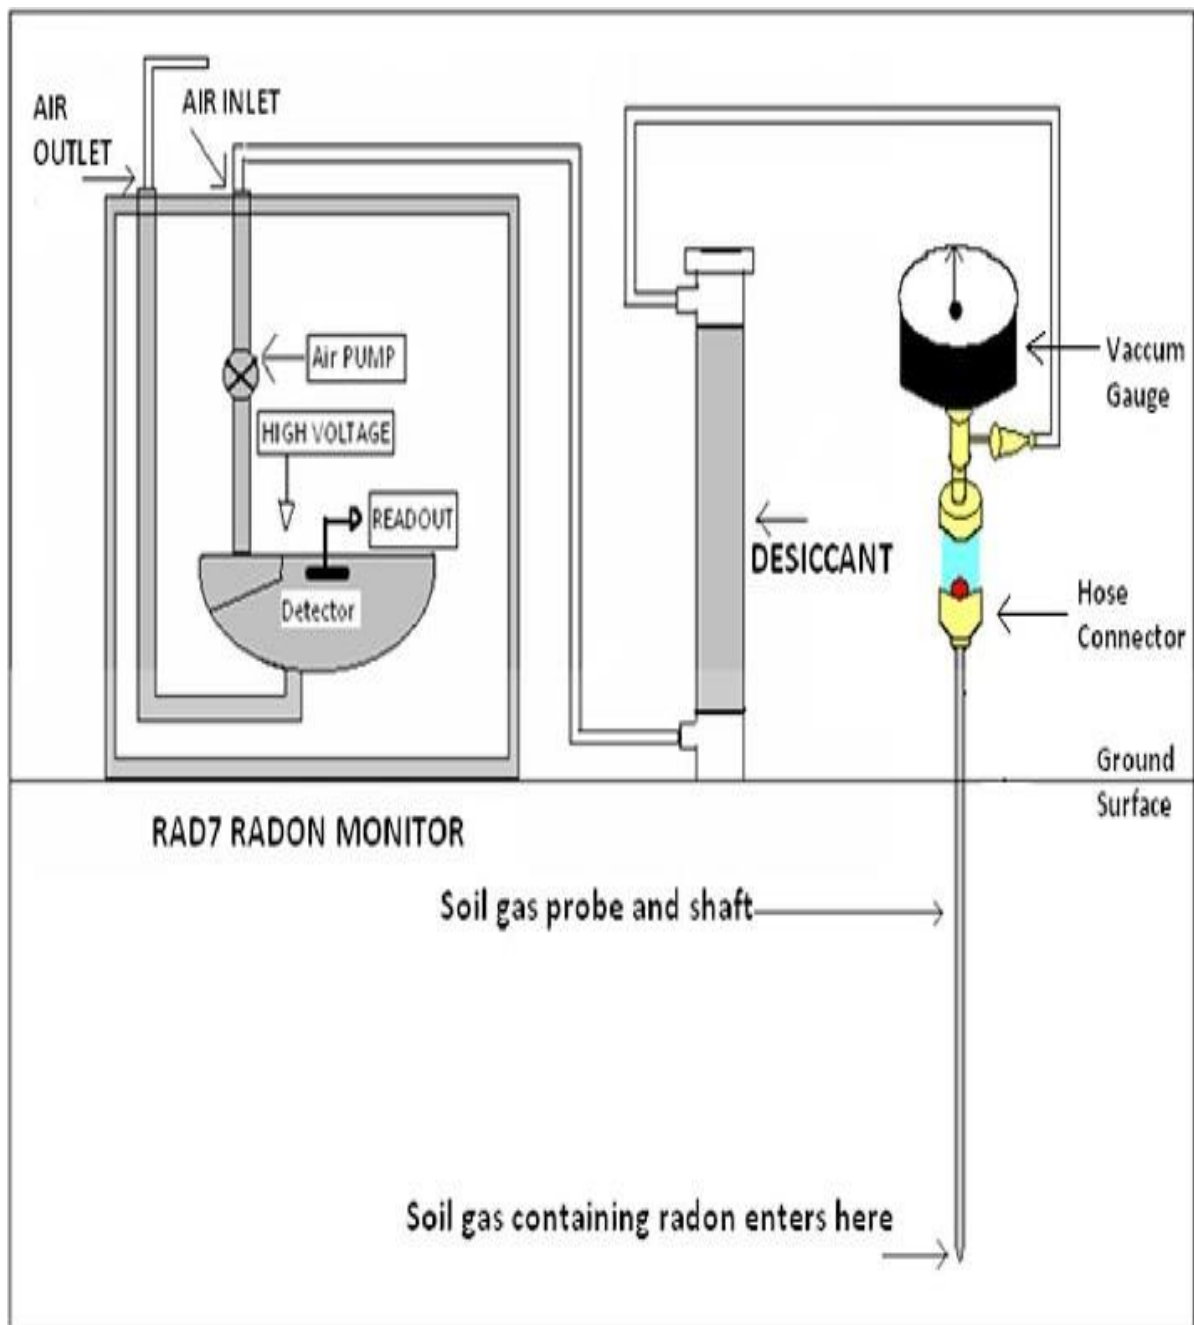 AIR
OUTLET
AIR INLET
Air PUMP
HIGH VOLTAGE
READOUT
Detector
Vaccum
Gauge
DESICCANT
Hose
Connector
Ground
Surface
RAD7 RADON MONITOR
Soil gas probe and shaft
Soil gas containing radon enters here